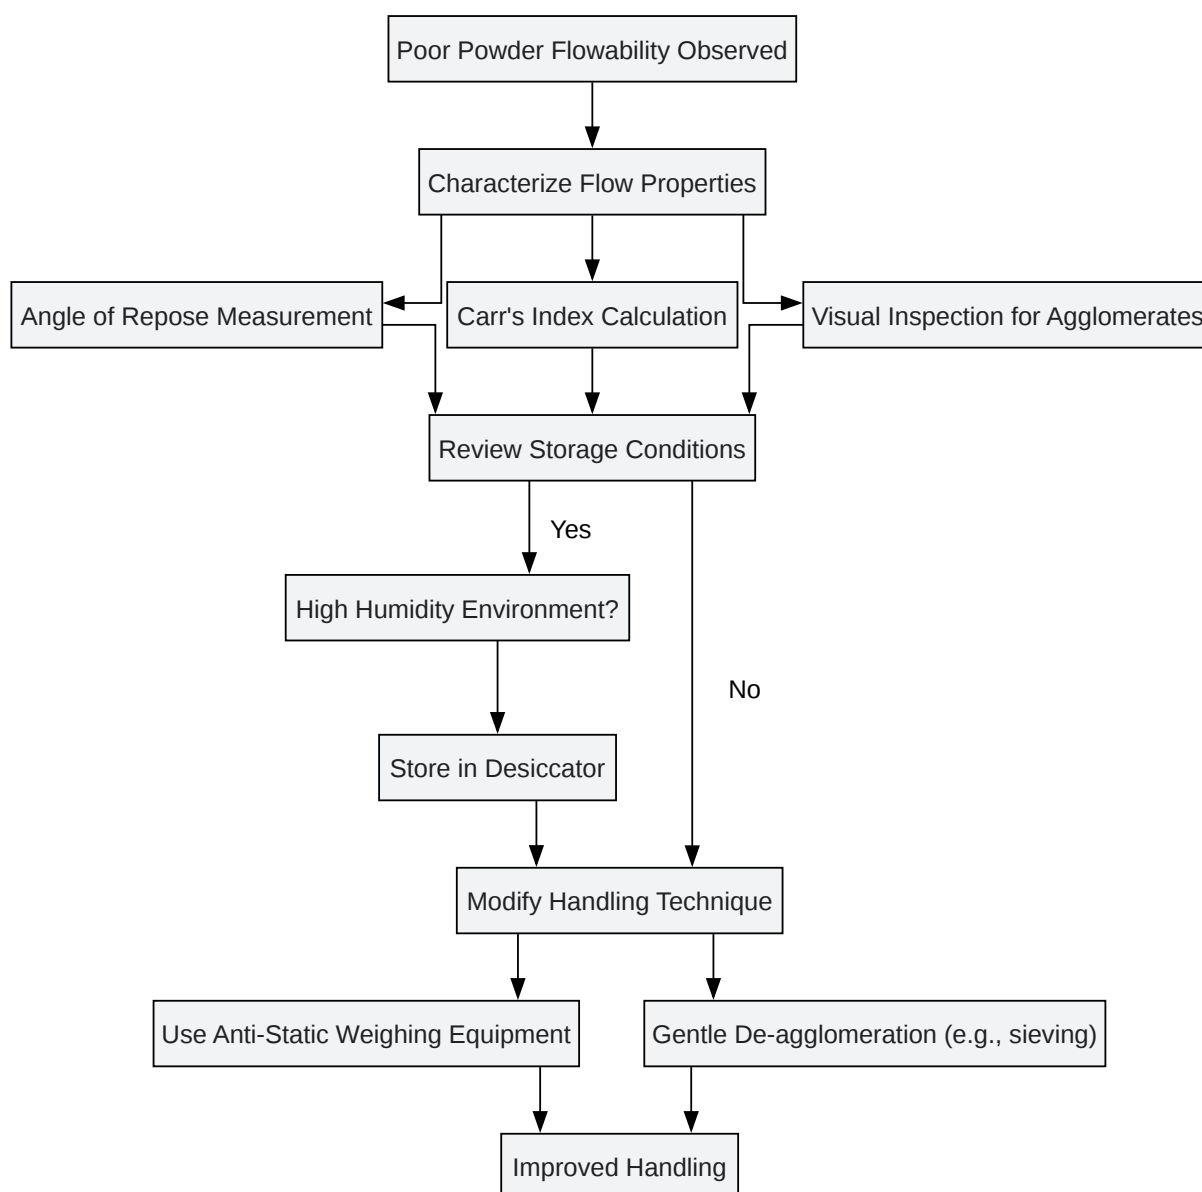 Poor Powder Flowability Observed
Characterize Flow Properties
Angle of Repose Measurement
Carr's Index Calculation
Visual Inspection for Agglomerates
Review Storage Conditions
Yes
High Humidity Environment?
No
Store in Desiccator
Modify Handling Technique
Use Anti-Static Weighing Equipment
Gentle De-agglomeration (e.g., sieving)
Improved Handling